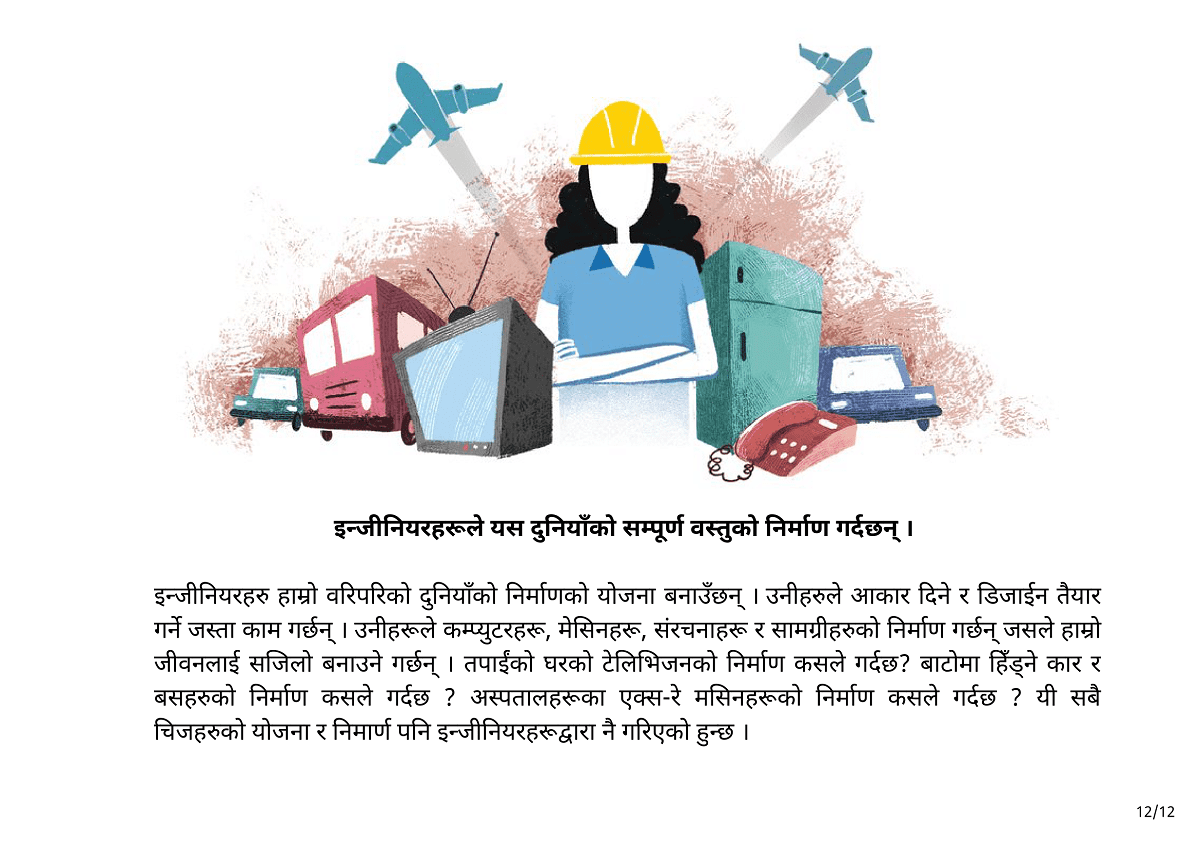 इन्जीनियरहरूले यस दुनियाँको सम्पूर्ण वस्तुको निर्माण गर्दछन् ।
इन्जीनियरहरु हाम्रो वरिपरिको दुनियाँको निर्माणको योजना बनाउँछन् । उनीहरुले आकार दिने र डिजाईन तैयार
गर्ने जस्ता काम गर्छन् । उनीहरूले कम्प्युटरहरू, मेसिनहरू, संरचनाहरू र सामग्रीहरुको निर्माण गर्छन् जसले हाम्रो
जीवनलाई सजिलो बनाउने गर्छन् । तपाईंको घरको टेलिभिजनको निर्माण कसले गर्दछ? बाटोमा हिँड्ने कार र
बसहरुको निर्माण कसले गर्दछ ? अस्पतालहरूका एक्स-रे मसिनहरूको निर्माण कसले गर्दछ ? यी सबै
चिजहरुको योजना र निमार्ण पनि इन्जीनियरहरूद्वारा नै गरिएको हुन्छ ।
12/12